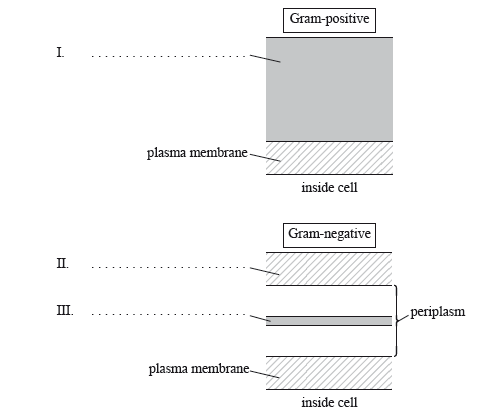 Gram-positive
I. . . . . . . . . . . . . . . . . . . . . . . . .
plasma membrane
inside cell
Gram-negative
II. . . . . . . . . . . . . . . . . . . . . . . . .
III. . . . . . . . . . . . . . . . . . . . . . . . .
periplasm
plasma membrane
inside cell